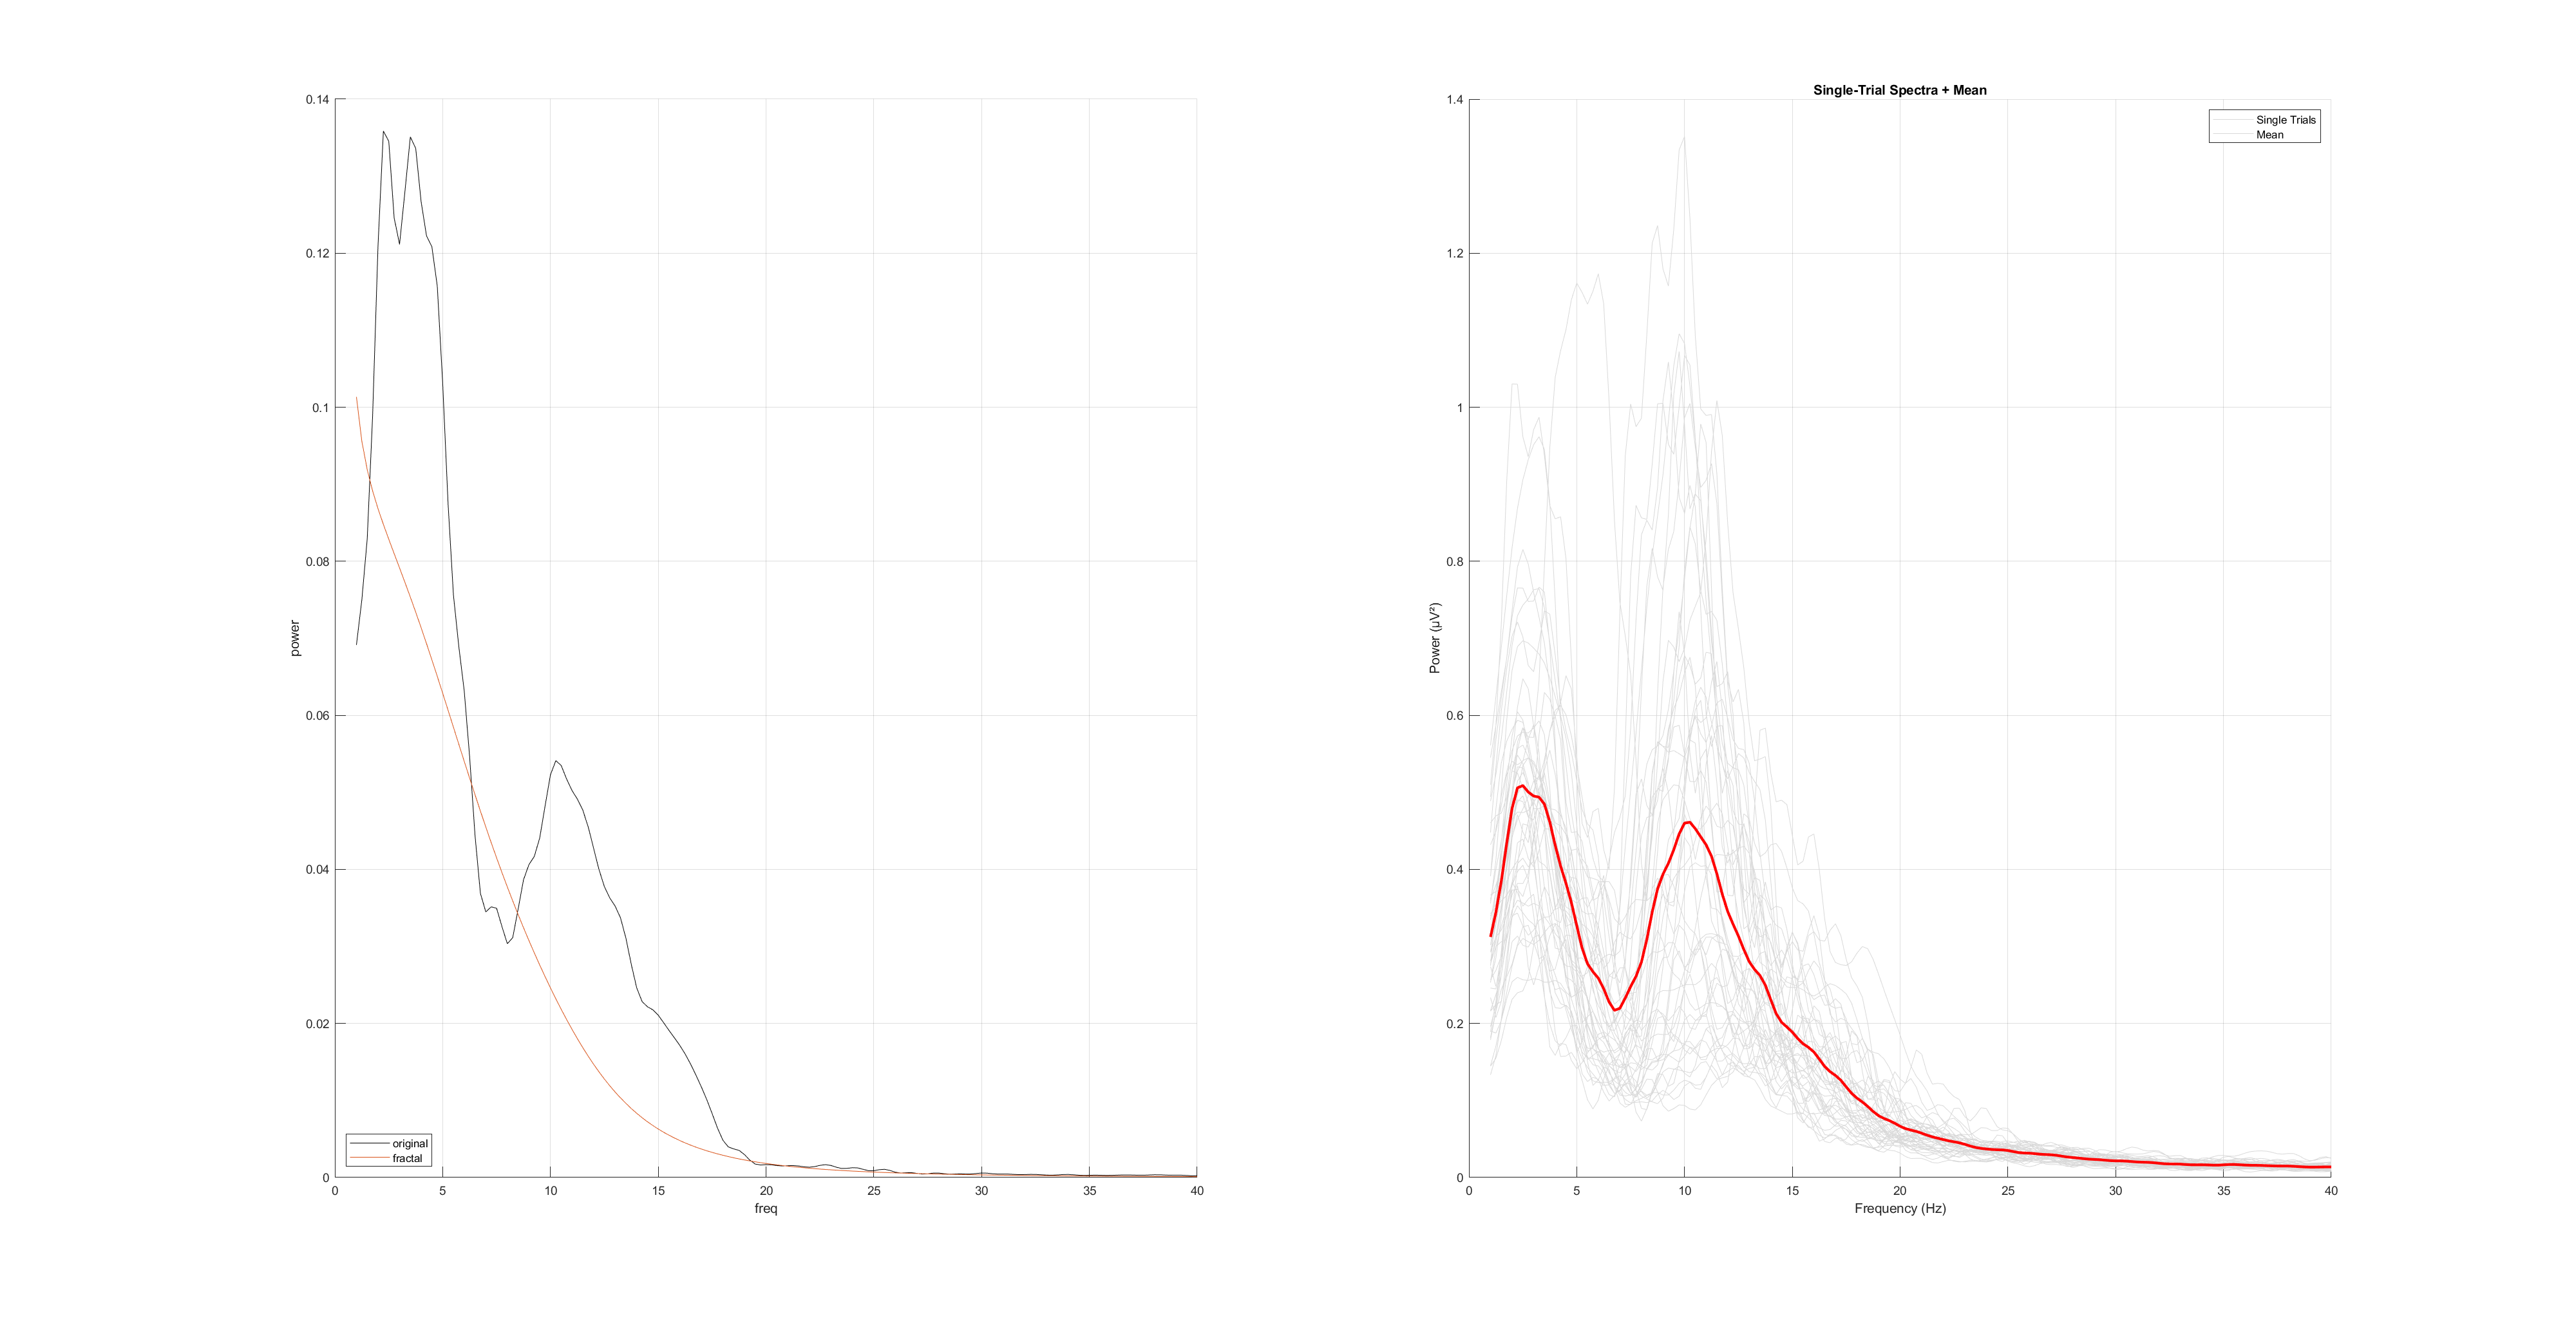 0.14
0.12
0.1
0.08
0.06
0.04
0.02
0
power
original
fractal
0 5 10 15 20 25 30 35 40
freq
Single-Trial Spectra + Mean
1.4
1.2
1
0.8
0.6
0.4
0.2
0
Power (µV²)
Single Trials
Mean
0 5 10 15 20 25 30 35 40
Frequency (Hz)